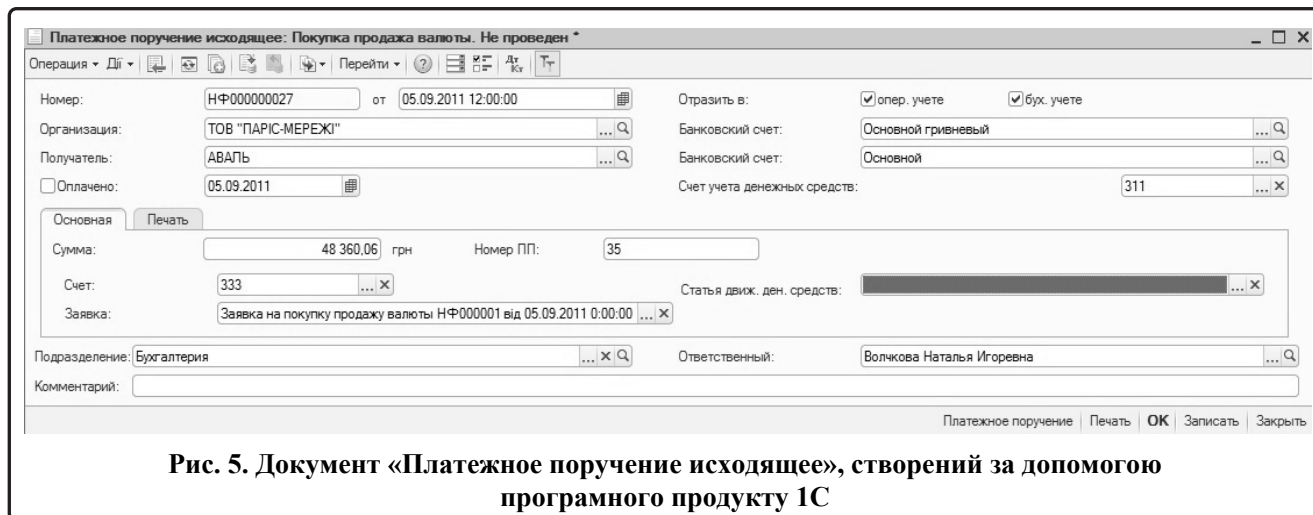 Платежное поручение исходящее: Покупка продажа валюты. Не проведен *
Операция Дії Перейти Дт Кт Тт
Номер: НФ000000027 от 05.09.2011 12:00:00 Отразить в: опер. учете бух. учете
Организация: ТОВ "ПАРІС-МЕРЕЖІ" ... Банковский счет: Основной гривневый ...
Получатель: АВАЛЬ ... Банковский счет: Основной ...
Оплачено: 05.09.2011 Счет учета денежных средств: 311 ... X
Основная Печать
Сумма: 48 360,06 грн Номер ПП: 35
Счет: 333 ... X Статья движ. ден. средств: ... X
Заявка: Заявка на покупку продажу валюты НФ000001 від 05.09.2011 0:00:00 ... X
Подразделение: Бухгалтерия ... X Ответственный: Волчкова Наталья Игоревна ...
Комментарий:
Платежное поручение Печать ОК Записать Закрыть
Рис. 5. Документ «Платежное поручение исходящее», створений за допомогою
програмного продукту 1С